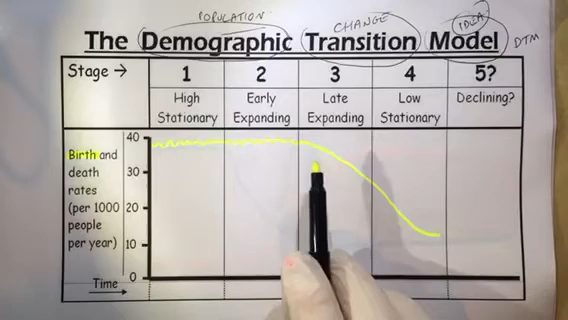 POPULATION CHANGE IDEA
The Demographic Transition Model DTM
Stage → 1 2 3 4 5?
High Stationary
Early Expanding
Late Expanding
Low Stationary
Declining?
Birth and
death
rates
(per 1000
people
per year)
40
30
20
10
0
Time